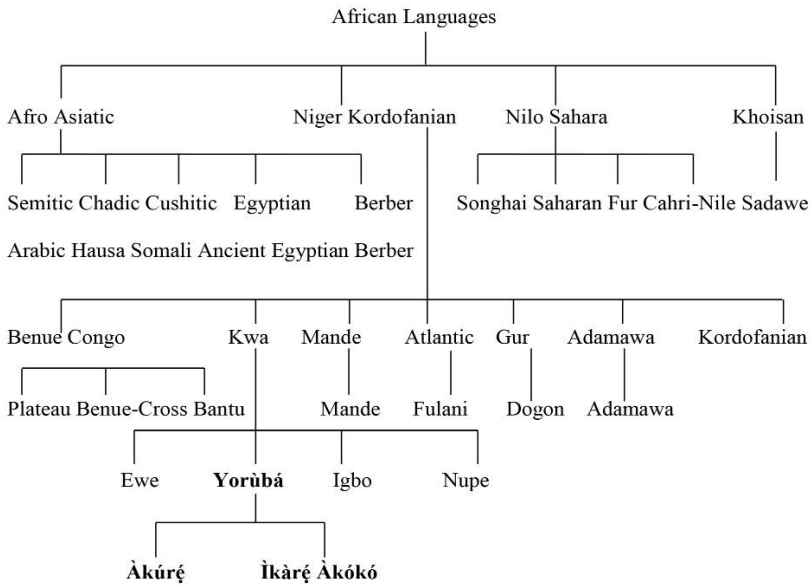 African Languages
Afro Asiatic Niger Kordofanian Nilo Sahara Khoisan
Semitic Chadic Cushitic Egyptian Berber Songhai Saharan Fur Cahri-Nile Sadawe
Arabic Hausa Somali Ancient Egyptian Berber
Benue Congo Kwa Mande Atlantic Gur Adamawa Kordofanian
Plateau Benue-Cross Bantu Mande Fulani Dogon Adamawa
Ewe Yorùbá Igbo Nupe
Àkúrẹ́ Ìkàrẹ́ Àkókó